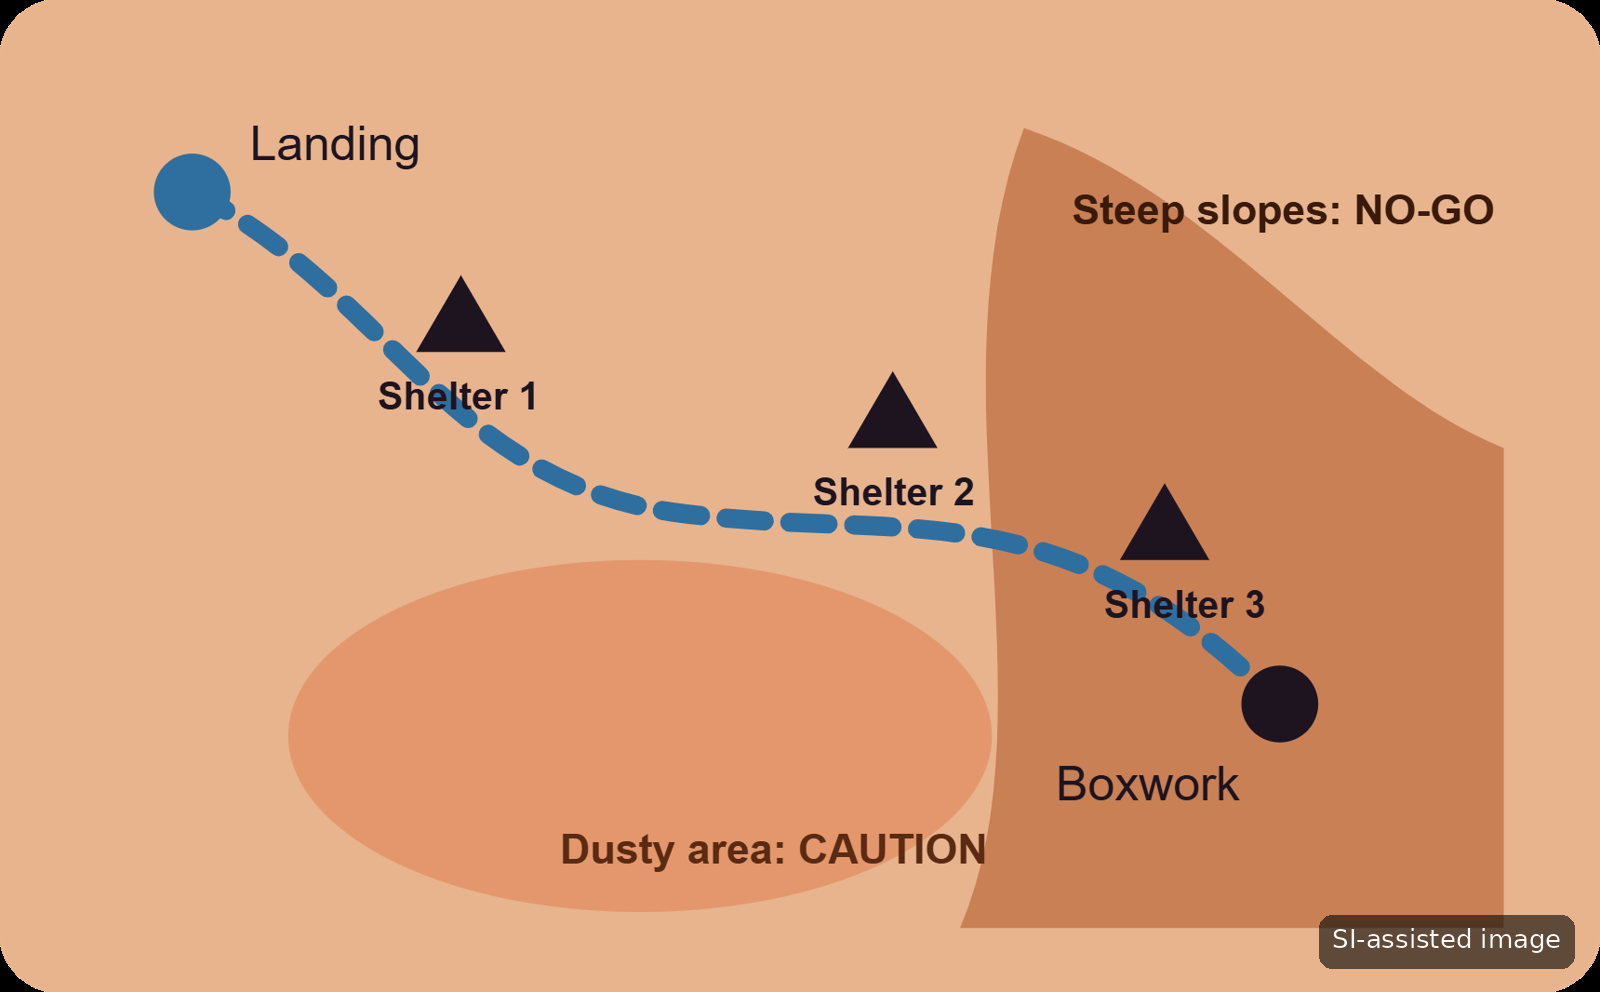 Landing
Steep slopes: NO-GO
Shelter 1
Shelter 2
Shelter 3
Boxwork
Dusty area: CAUTION
SI-assisted image